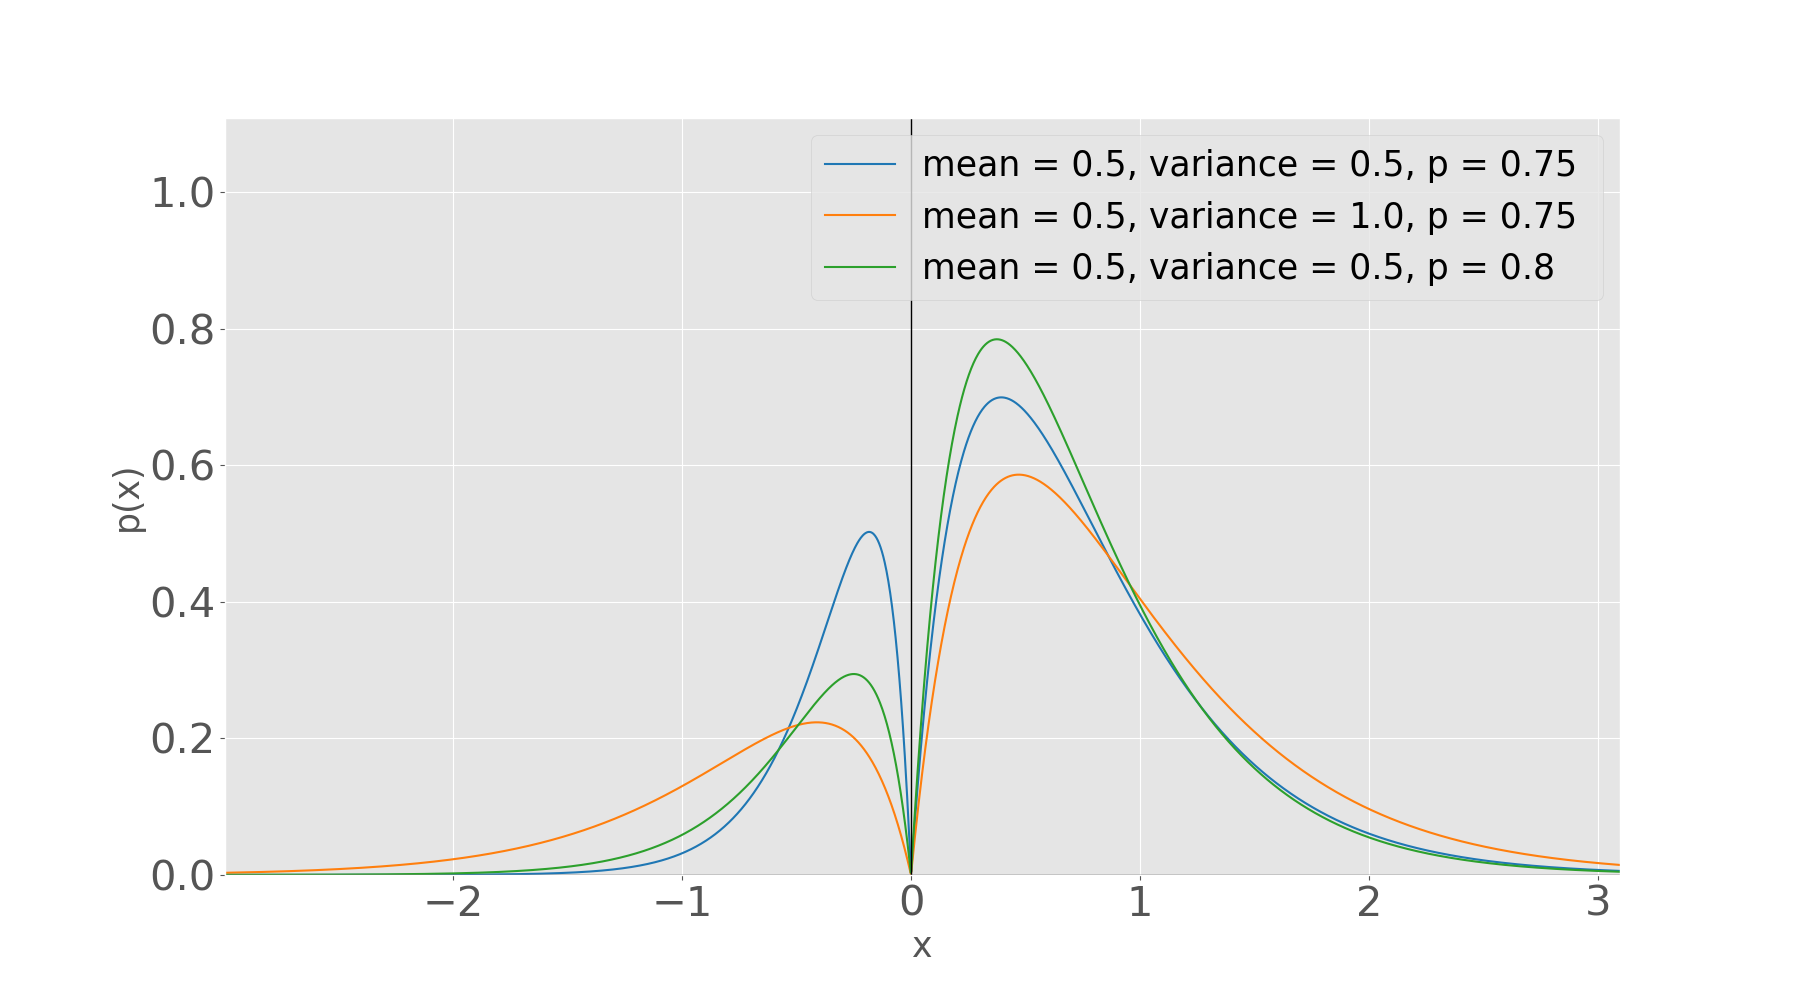 mean = 0.5, variance = 0.5, p = 0.75
mean = 0.5, variance = 1.0, p = 0.75
mean = 0.5, variance = 0.5, p = 0.8
1.0
0.8
0.6
0.4
0.2
0.0
p(x)
−2 −1 0 1 2 3
x